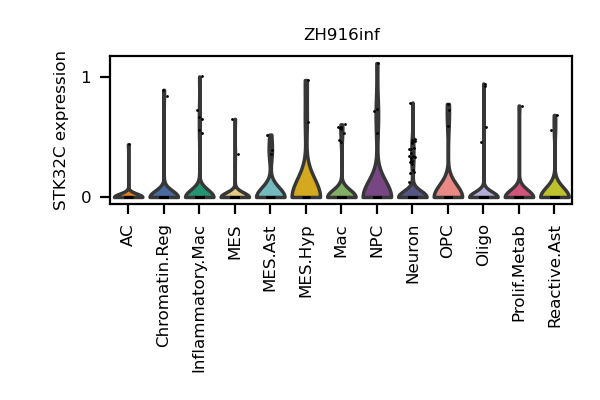 ZH916inf
STK32C expression
1
0
AC
Chromatin.Reg
Inflammatory.Mac
MES
MES.Ast
MES.Hyp
Mac
NPC
Neuron
OPC
Oligo
Prolif.Metab
Reactive.Ast